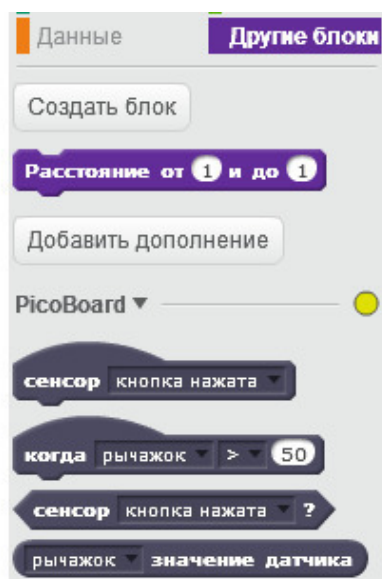 Данные Другие блоки
Создать блок
Расстояние от 1 и до 1
Добавить дополнение
PicoBoard
сенсор кнопка нажата
когда рычажок > 50
сенсор кнопка нажата ?
рычажок значение датчика